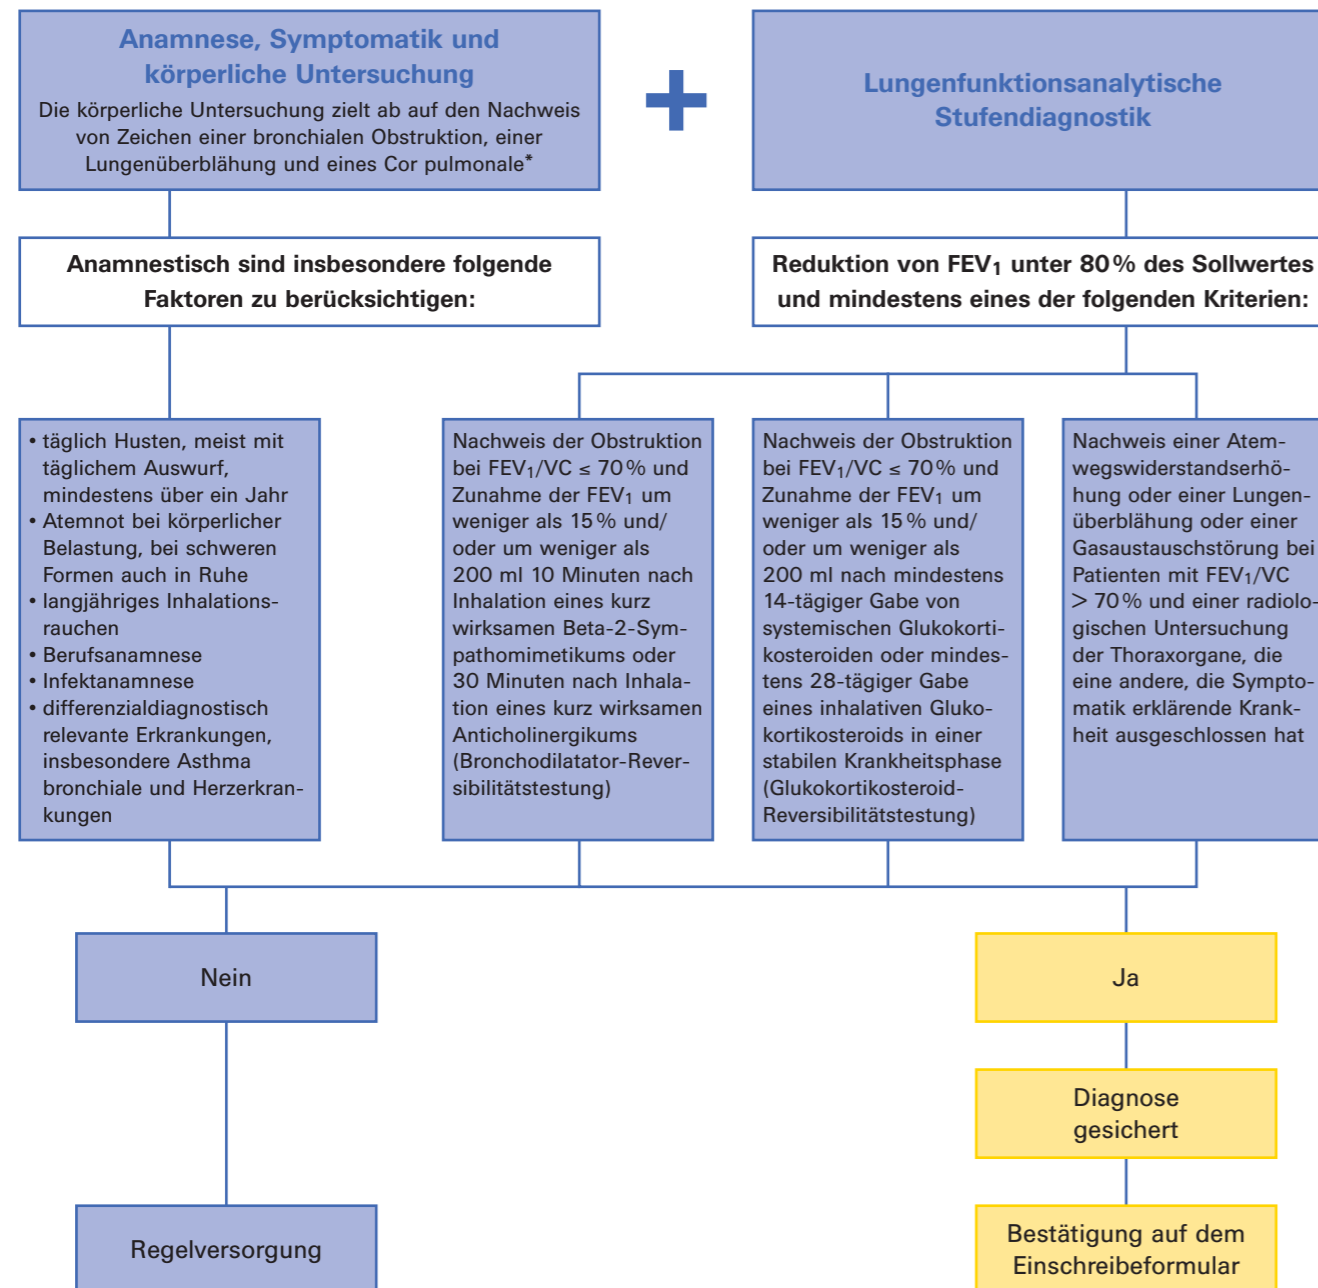 Anamnese, Symptomatik und
körperliche Untersuchung
Die körperliche Untersuchung zielt ab auf den Nachweis
von Zeichen einer bronchialen Obstruktion, einer
Lungenüberblähung und eines Cor pulmonale*
+
Lungenfunktionsanalytische
Stufendiagnostik
Anamnestisch sind insbesondere folgende
Faktoren zu berücksichtigen:
Reduktion von FEV₁ unter 80 % des Sollwertes
und mindestens eines der folgenden Kriterien:
• täglich Husten, meist mit
täglichem Auswurf,
mindestens über ein Jahr
• Atemnot bei körperlicher
Belastung, bei schweren
Formen auch in Ruhe
• langjähriges Inhalations-
rauchen
• Berufsanamnese
• Infektanamnese
• differenzialdiagnostisch
relevante Erkrankungen,
insbesondere Asthma
bronchiale und Herzerkran-
kungen
Nachweis der Obstruktion
bei FEV₁/VC ≤ 70 % und
Zunahme der FEV₁ um
weniger als 15 % und/
oder um weniger als
200 ml 10 Minuten nach
Inhalation eines kurz
wirksamen Beta-2-Sym-
pathomimetikums oder
30 Minuten nach Inhala-
tion eines kurz wirksamen
Anticholinergikums
(Bronchodilatator-Rever-
sibilitätstestung)
Nachweis der Obstruktion
bei FEV₁/VC ≤ 70 % und
Zunahme der FEV₁ um
weniger als 15 % und/
oder um weniger als
200 ml nach mindestens
14-tägiger Gabe von
systemischen Glukokorti-
kosteroiden oder mindes-
tens 28-tägiger Gabe
eines inhalativen Gluko-
kortikosteroids in einer
stabilen Krankheitsphase
(Glukokortikosteroid-
Reversibilitätstestung)
Nachweis einer Atem-
wegswiderstandserhö-
hung oder einer Lungen-
überblähung oder einer
Gasaustauschstörung bei
Patienten mit FEV₁/VC
> 70 % und einer radiolo-
gischen Untersuchung
der Thoraxorgane, die
eine andere, die Sympto-
matik erklärende Krank-
heit ausgeschlossen hat
Nein
Ja
Diagnose
gesichert
Regelversorgung
Bestätigung auf dem
Einschreibeformular